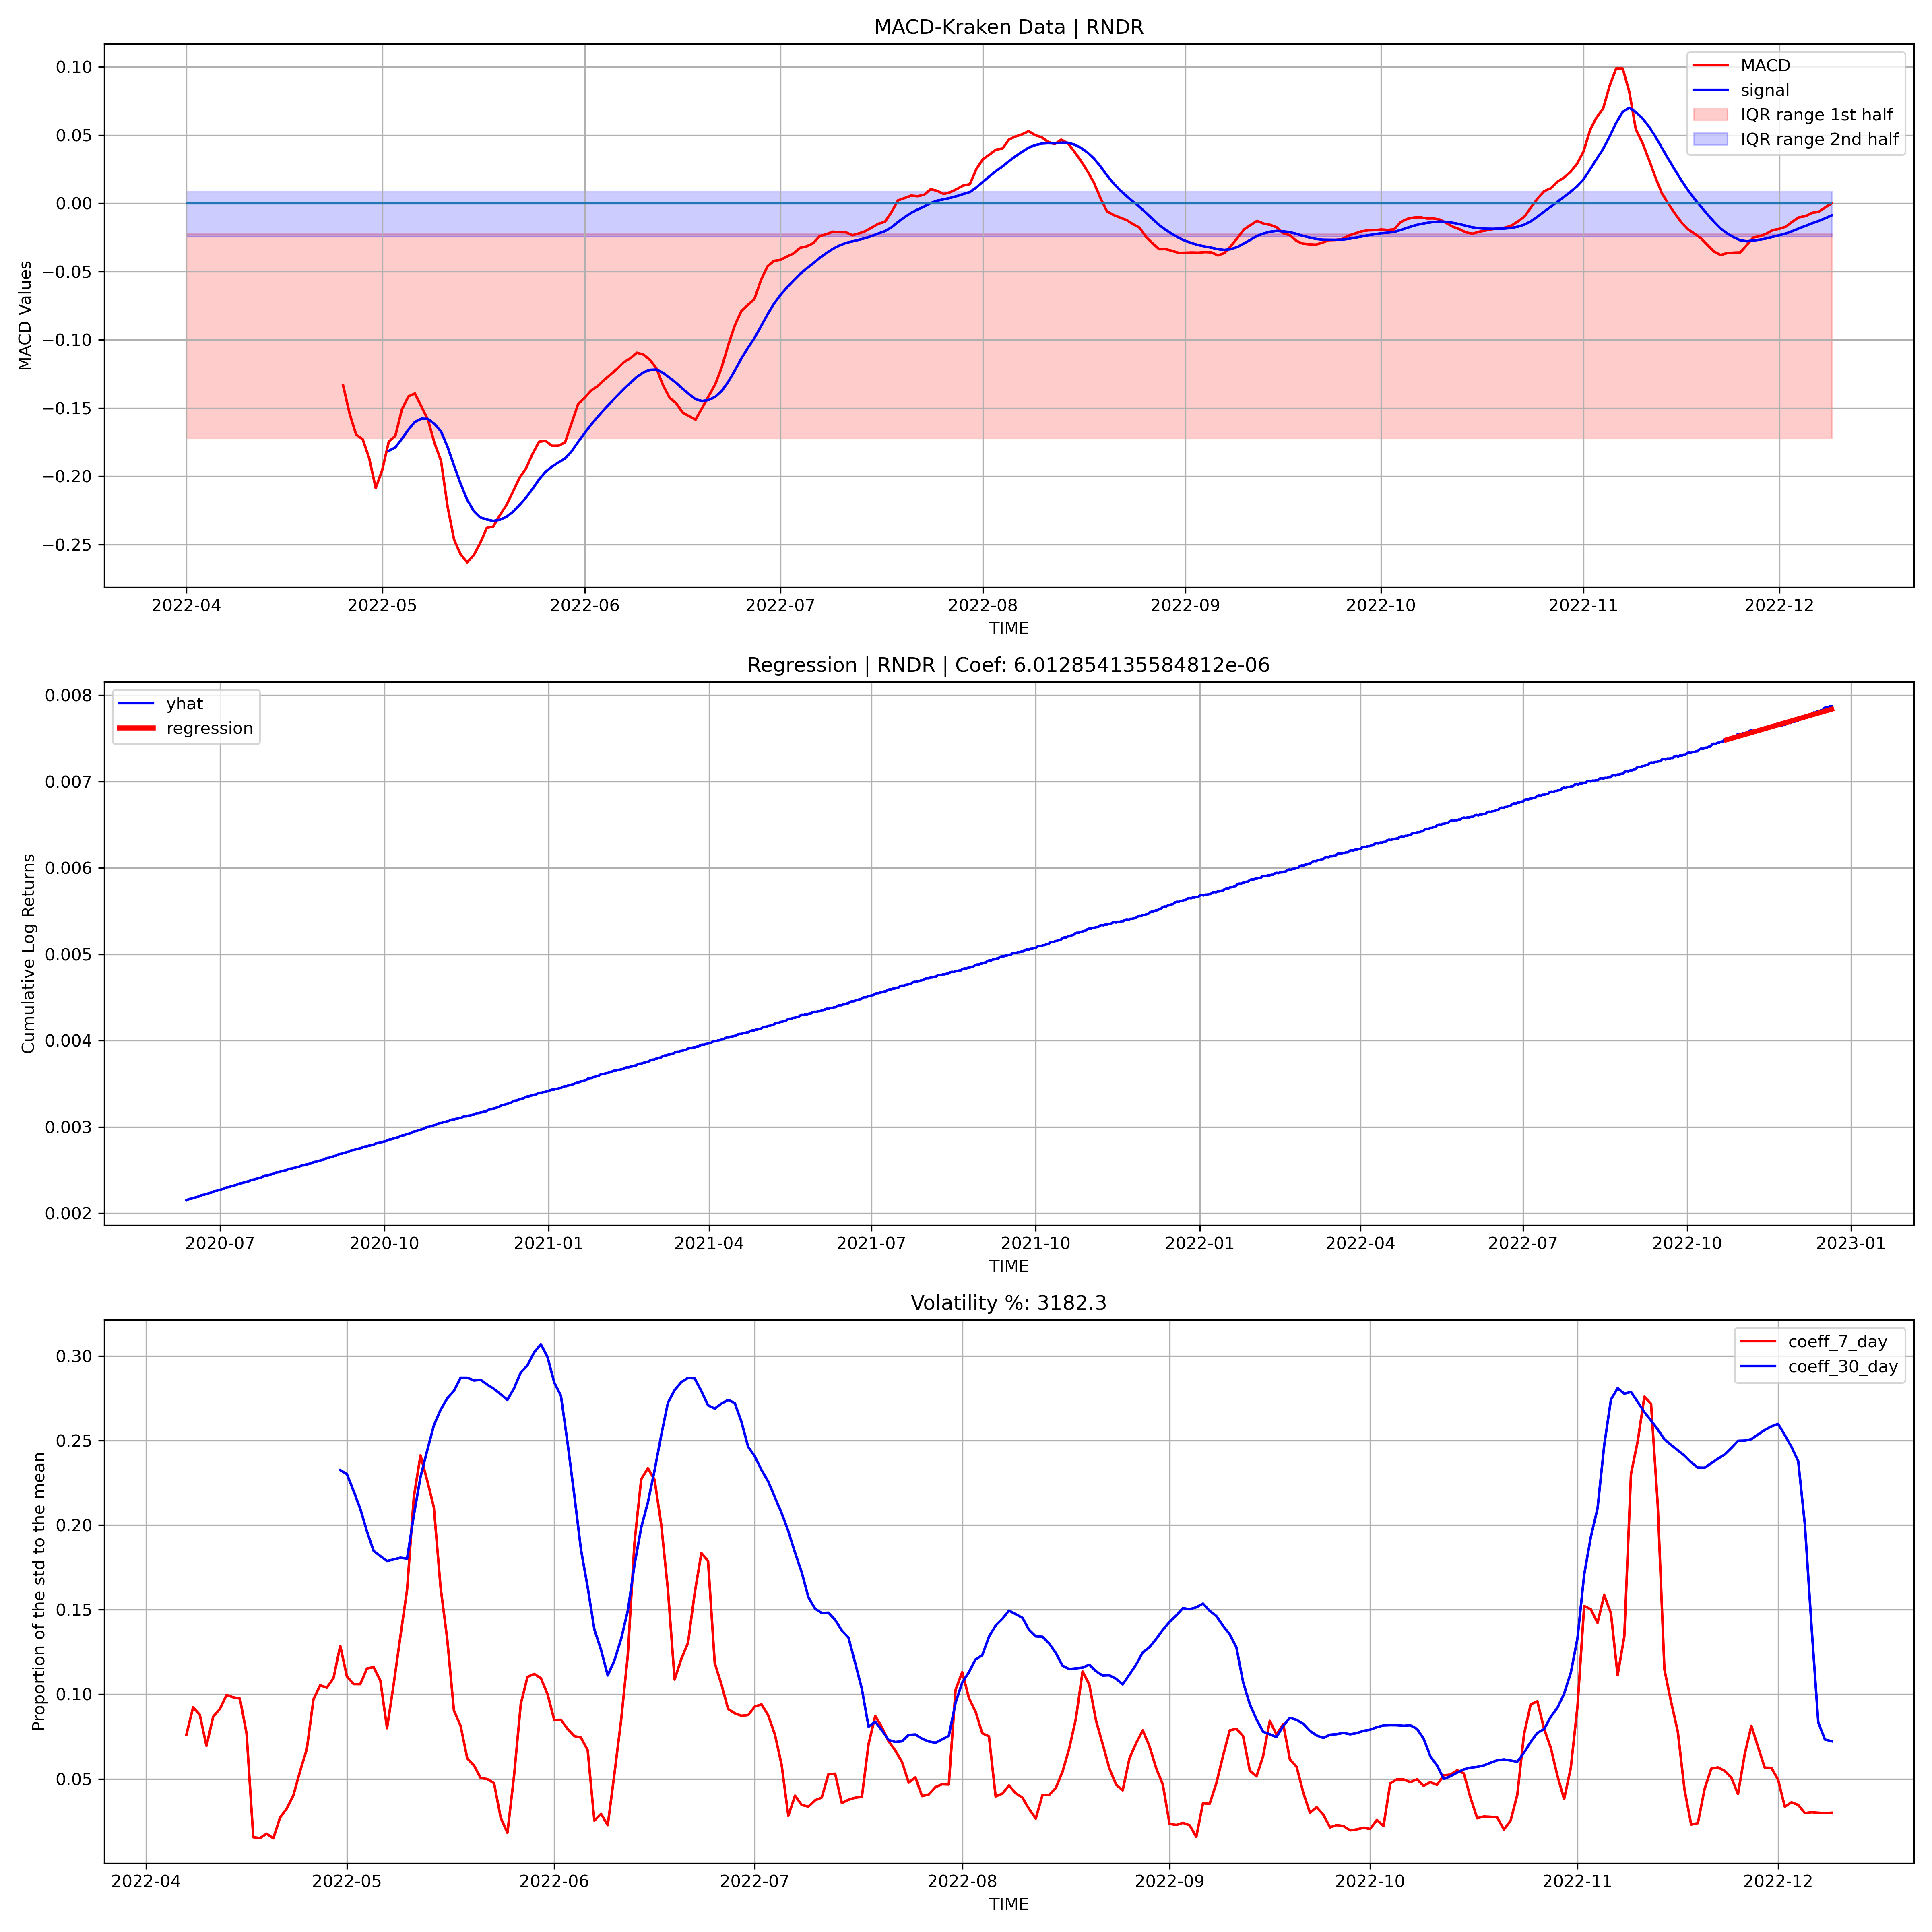 MACD-Kraken Data | RNDR
MACD
signal
IQR range 1st half
IQR range 2nd half
0.10
0.05
0.00
−0.05
−0.10
−0.15
−0.20
−0.25
MACD Values
2022-04 2022-05 2022-06 2022-07 2022-08 2022-09 2022-10 2022-11 2022-12
TIME
Regression | RNDR | Coef: 6.012854135584812e-06
yhat
regression
0.008
0.007
0.006
0.005
0.004
0.003
0.002
Cumulative Log Returns
2020-07 2020-10 2021-01 2021-04 2021-07 2021-10 2022-01 2022-04 2022-07 2022-10 2023-01
TIME
Volatility %: 3182.3
coeff_7_day
coeff_30_day
0.30
0.25
0.20
0.15
0.10
0.05
Proportion of the std to the mean
2022-04 2022-05 2022-06 2022-07 2022-08 2022-09 2022-10 2022-11 2022-12
TIME